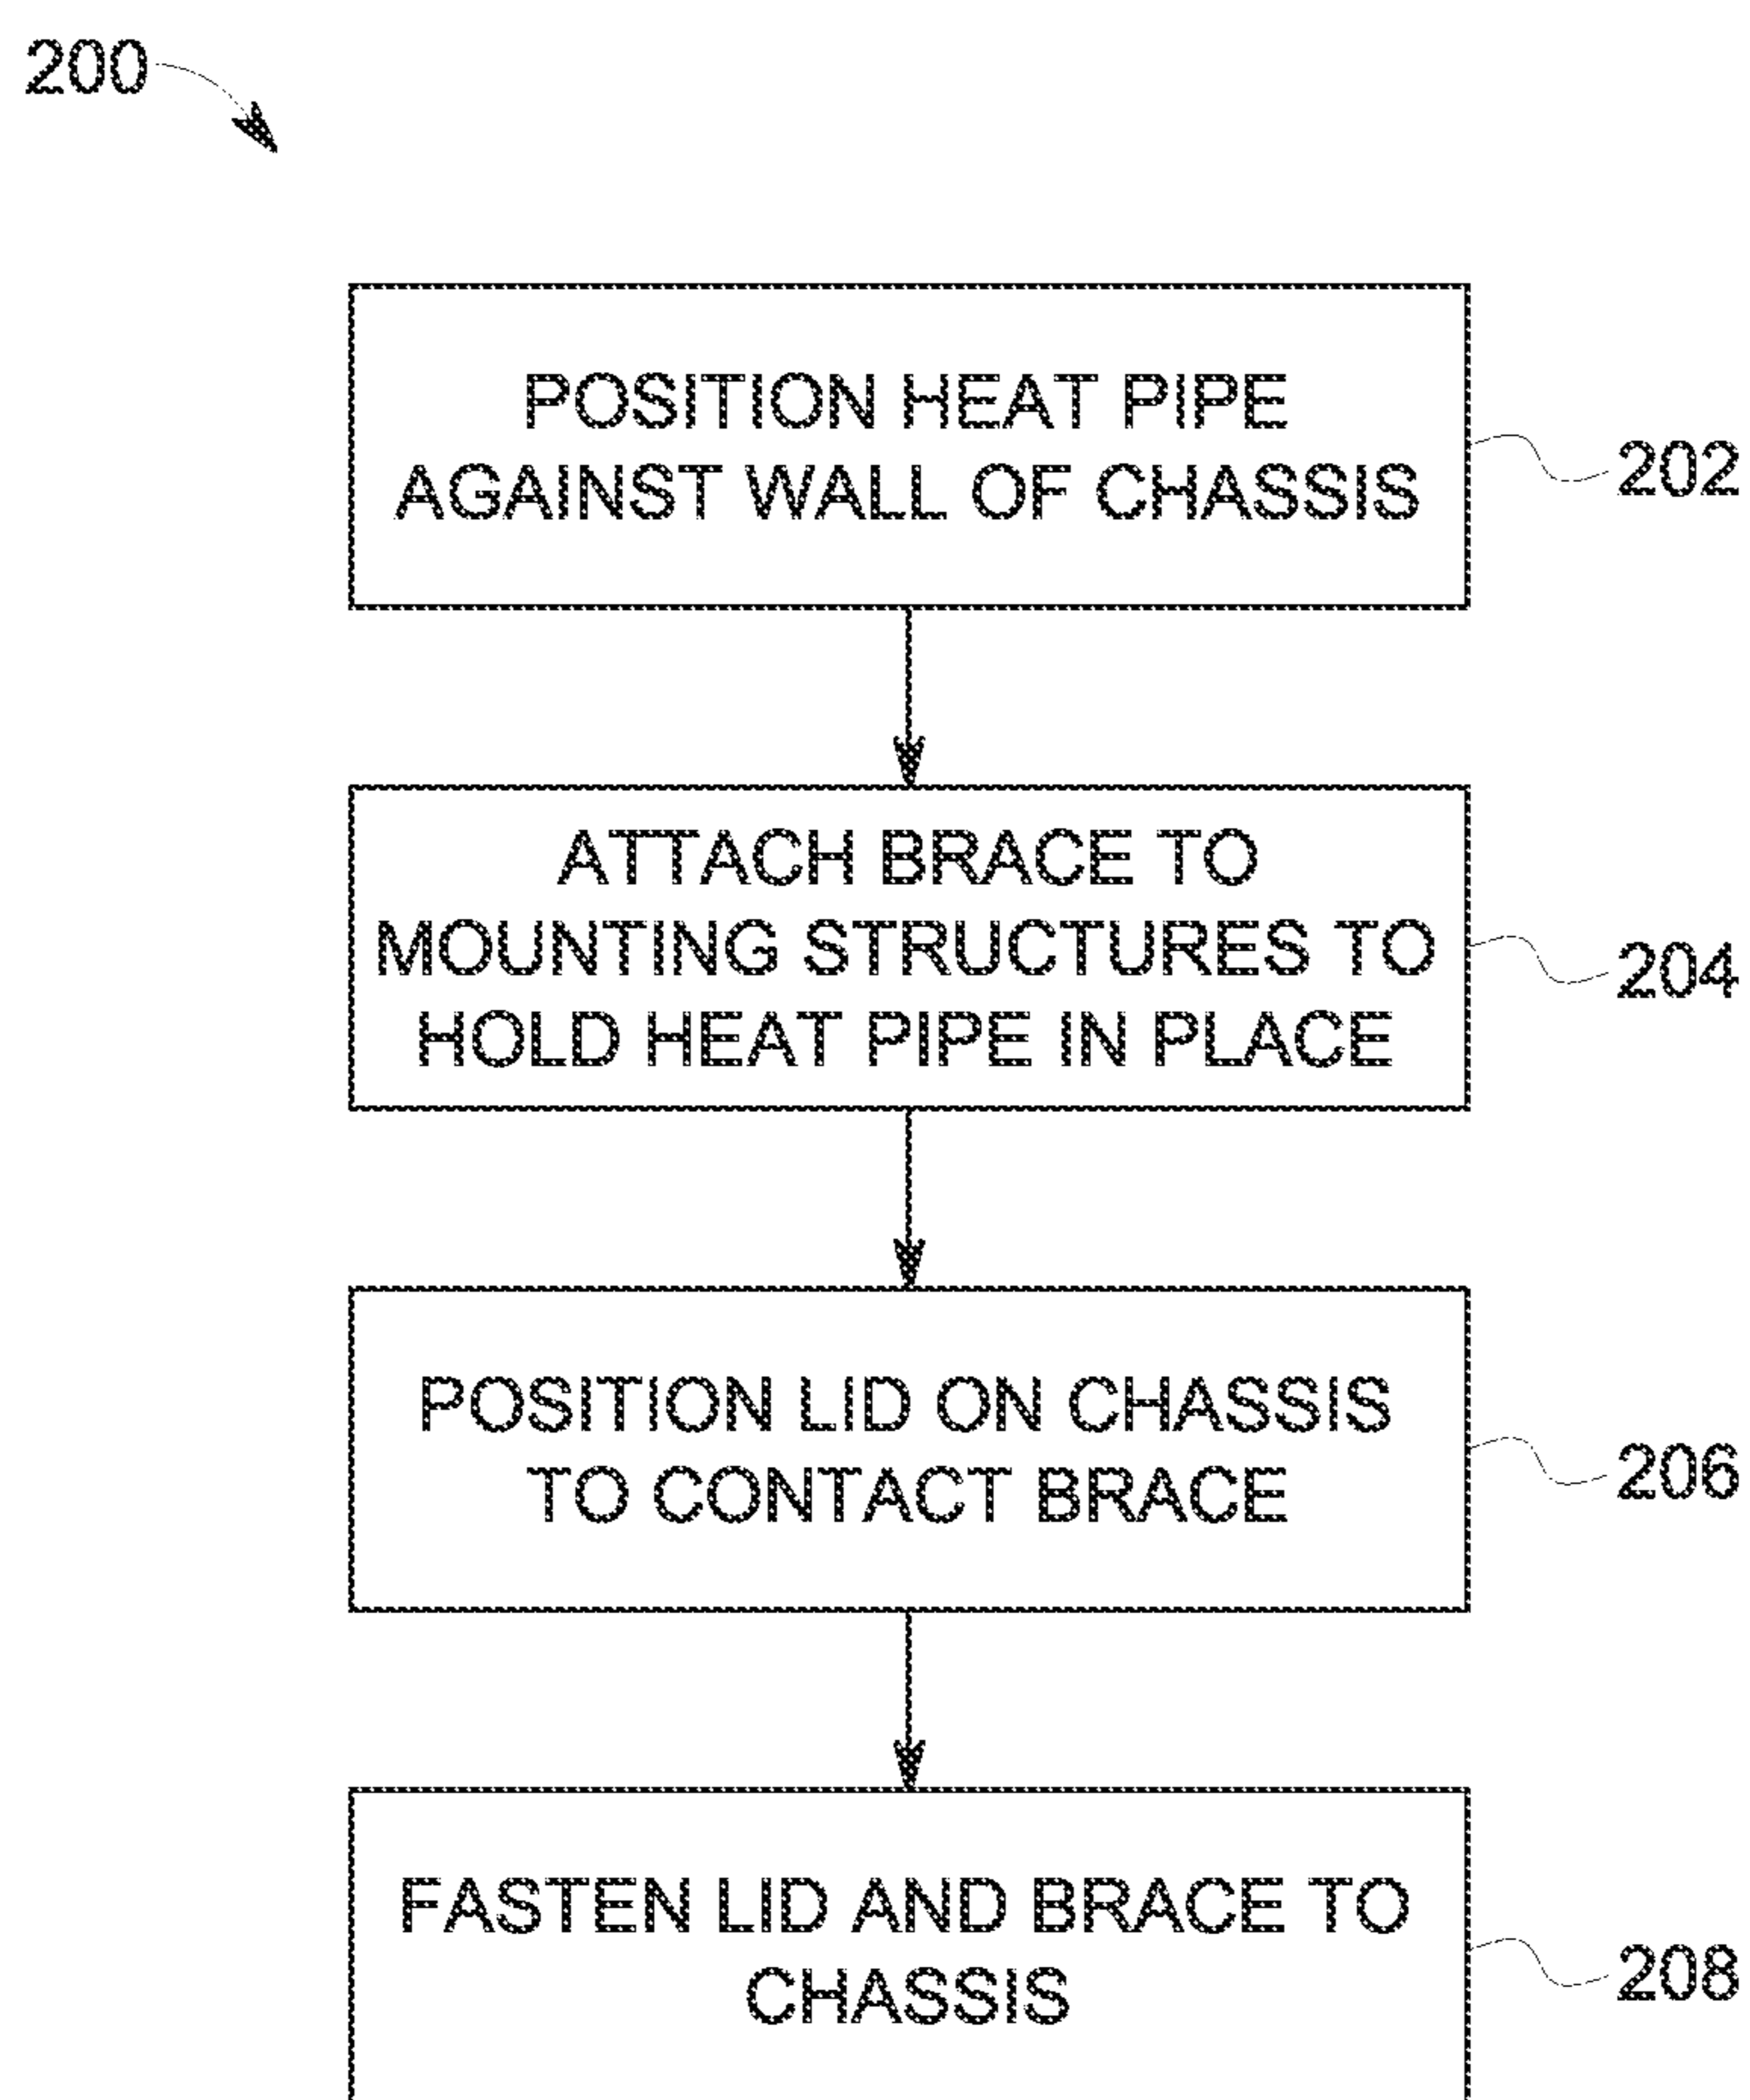 200
POSITION HEAT PIPE
AGAINST WALL OF CHASSIS
202
ATTACH BRACE TO
MOUNTING STRUCTURES TO
HOLD HEAT PIPE IN PLACE
204
POSITION LID ON CHASSIS
TO CONTACT BRACE
206
FASTEN LID AND BRACE TO
CHASSIS
208